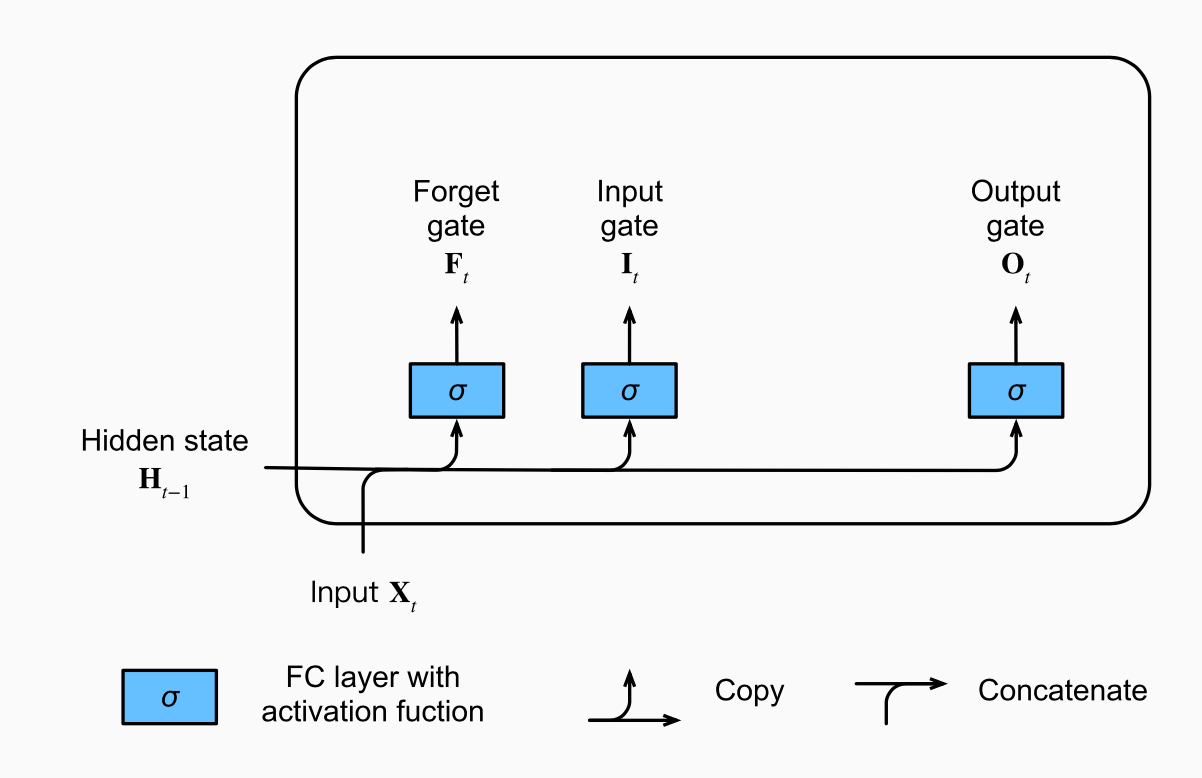 Forget
gate
F_t
Input
gate
I_t
Output
gate
O_t
σ
σ
σ
Hidden state
H_{t−1}
Input X_t
σ
FC layer with
activation fuction
Copy
Concatenate